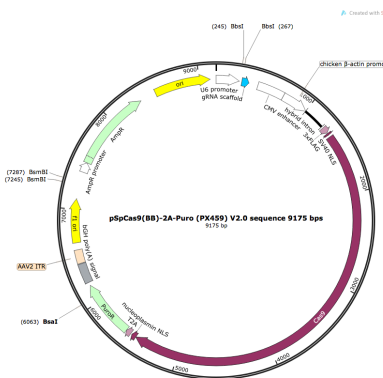 Created with
(245) BbsI
BbsI (267)
chicken β-actin promo
U6 promoter
gRNA scaffold
CMV enhancer
hybrid intron
3xFLAG
SV40 NLS
1000
2000
3000
4000
5000
6000
7000
8000
9000
ori
AmpR
AmpR promoter
(7287) BsmBI
(7245) BsmBI
f1 ori
bGH poly(A) signal
AAV2 ITR
PuroR
(6063) BsaI
T2A
nucleoplasmin NLS
Cas9
pSpCas9(BB)-2A-Puro (PX459) V2.0 sequence 9175 bps
9175 bp